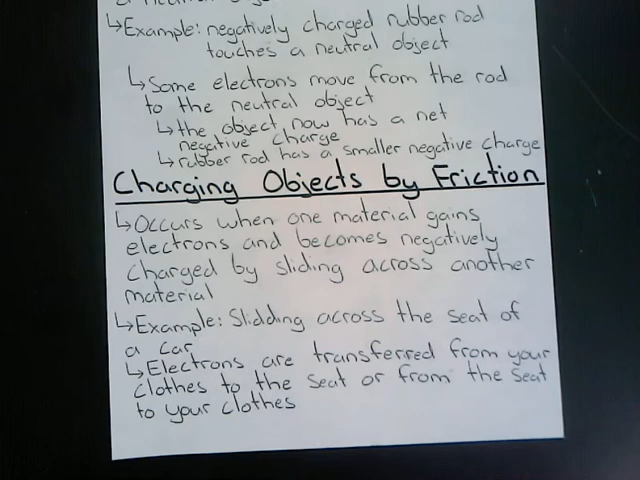 ↳Example: negatively charged rubber rod
touches a neutral object
↳Some electrons move from the rod
to the neutral object
↳the object now has a net
negative charge
↳rubber rod has a smaller negative charge
Charging Objects by Friction
↳Occurs when one material gains
electrons and becomes negatively
charged by sliding across another
material
↳Example: Slidding across the seat of
a car
↳Electrons are transferred from your
clothes to the seat or from the seat
to your clothes